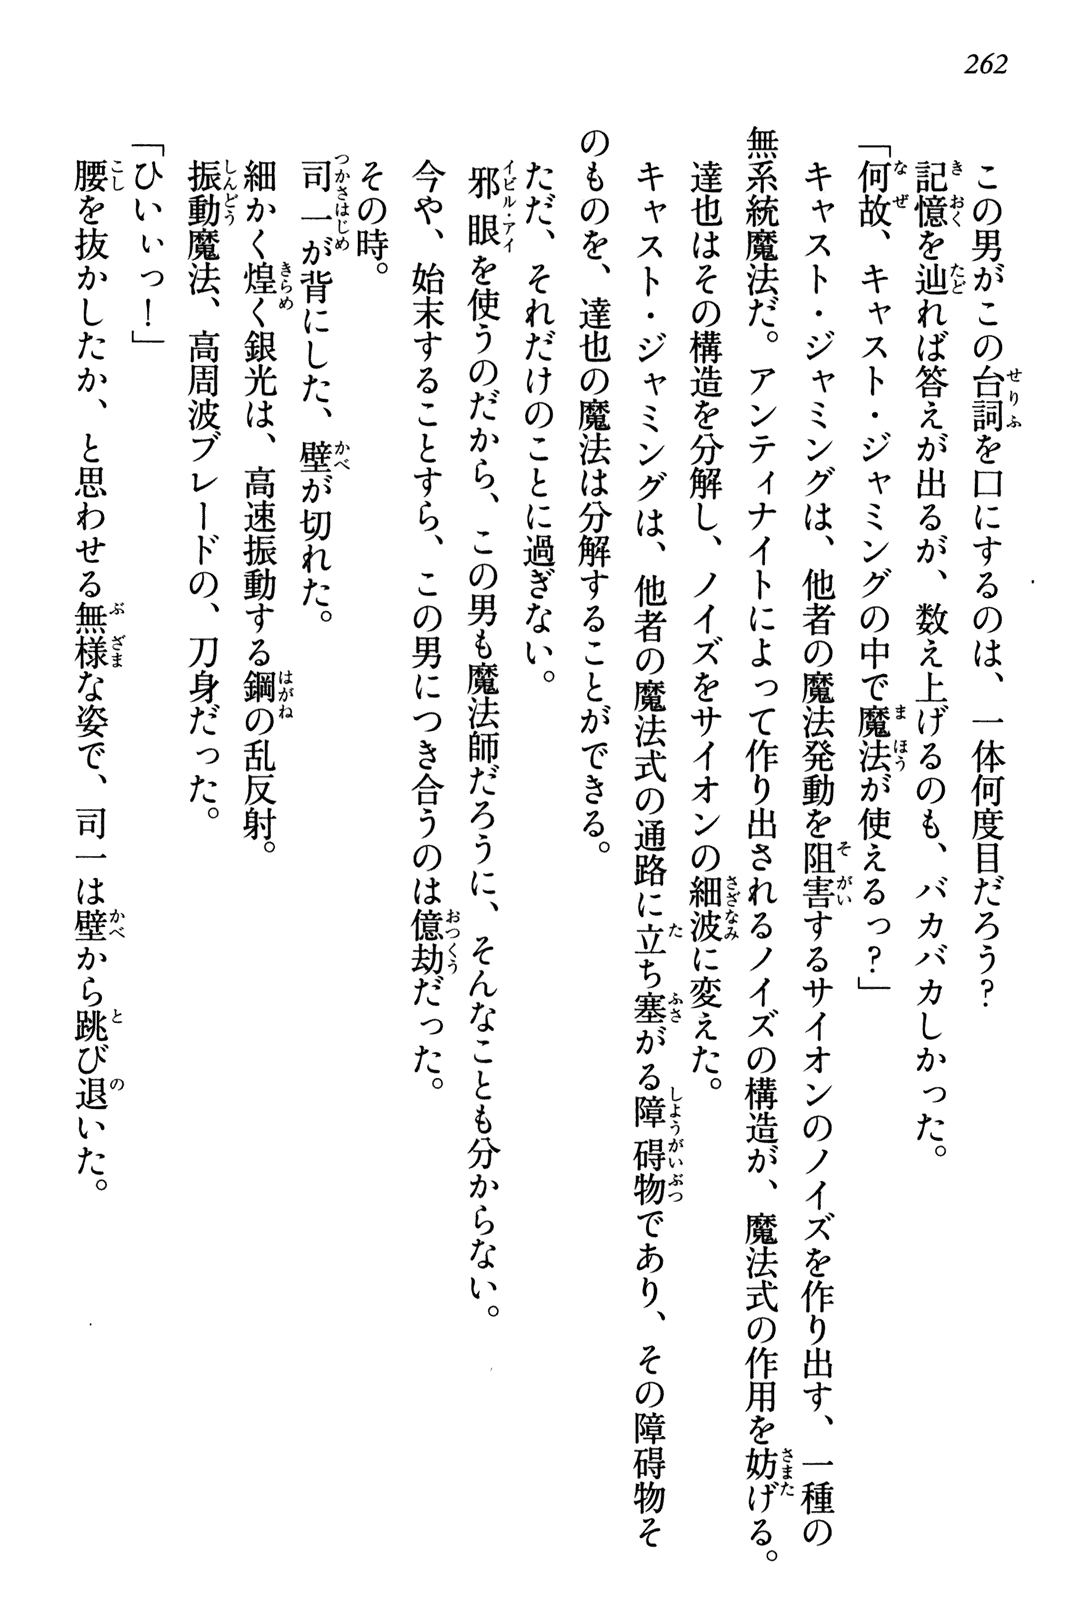 262
この男がこの台詞を口にするのは、一体何度目だろう？
記憶を辿れば答えが出るが、数え上げるのも、バカバカしかった。
「何故、キャスト・ジャミングの中で魔法が使えるっ？」
キャスト・ジャミングは、他者の魔法発動を阻害するサイオンのノイズを作り出す、一種の
無系統魔法だ。アンティナイトによって作り出されるノイズの構造が、魔法式の作用を妨げる。
達也はその構造を分解し、ノイズをサイオンの細波に変えた。
キャスト・ジャミングは、他者の魔法式の通路に立ち塞がる障碍物であり、その障碍物そ
のものを、達也の魔法は分解することができる。
ただ、それだけのことに過ぎない。
邪眼を使うのだから、この男も魔法師だろうに、そんなことも分からない。
今や、始末することすら、この男につき合うのは億劫だった。
その時。
司一が背にした、壁が切れた。
細かく煌く銀光は、高速振動する鋼の乱反射。
振動魔法、高周波ブレードの、刀身だった。
「ひいぃっ！」
腰を抜かしたか、と思わせる無様な姿で、司一は壁から跳び退いた。